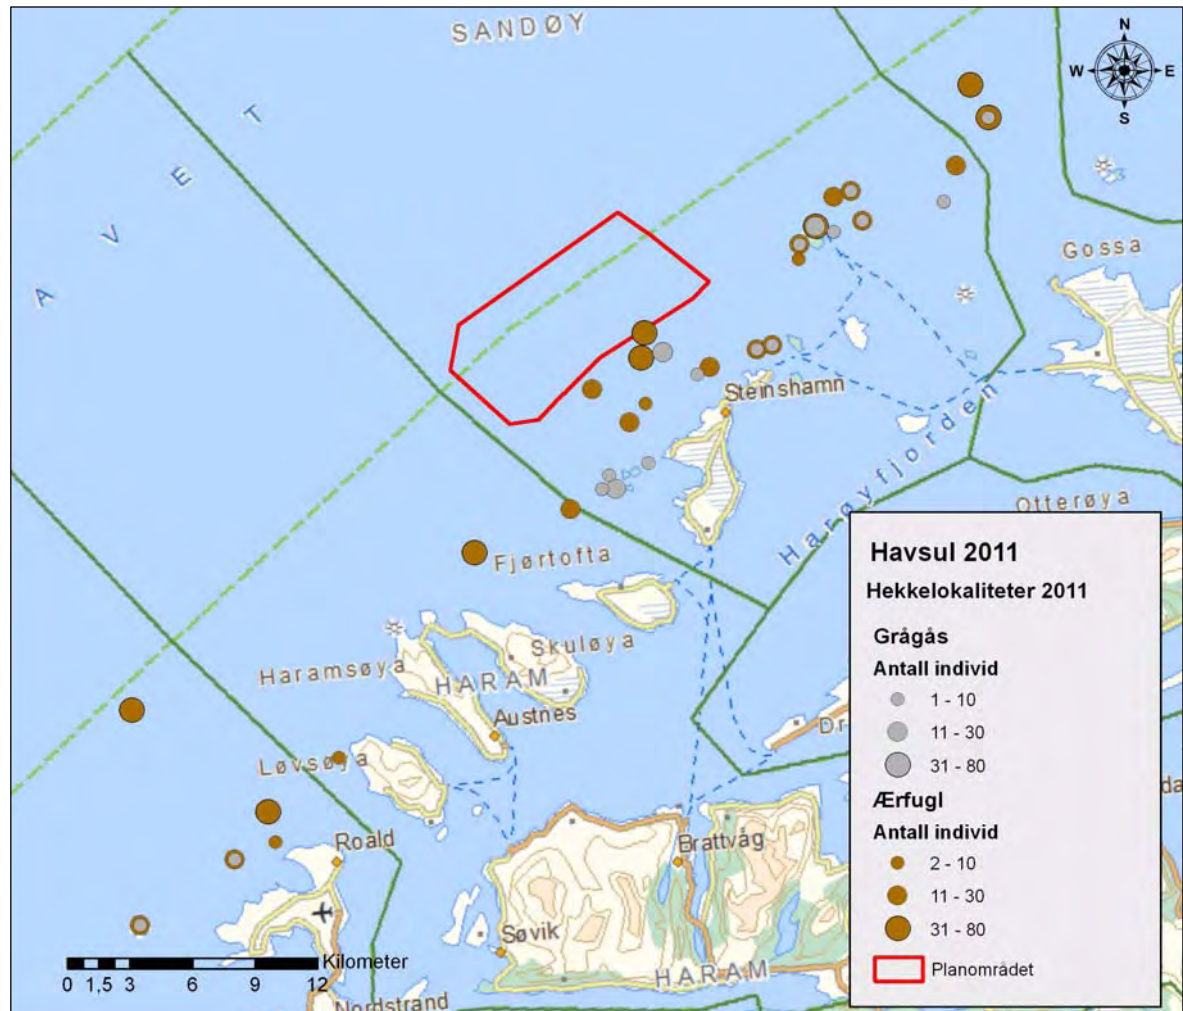 SANDØY
N
W E
S
T
E
V
A
Gossa
Steinshamn
Harøyfjorden
Otterøya
Fjørtofta
Skuløya
Haramsøya
HARAM
Austnes
Løvsøya
Roald
Brattvåg
Søvik
HARAM
Nordstrand
Dr
da
Kilometer
0 1,5 3 6 9 12
Havsul 2011
Hekkelokaliteter 2011
Grågås
Antall individ
1 - 10
11 - 30
31 - 80
Ærfugl
Antall individ
2 - 10
11 - 30
31 - 80
Planområdet